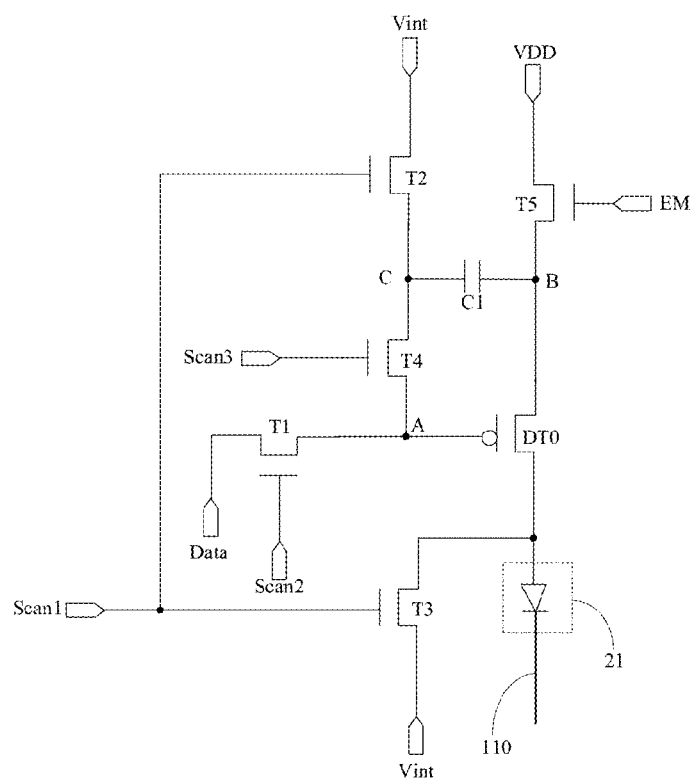 Vint
VDD
T2
T5
EM
C
C1
B
Scan3
T4
T1
A
DT0
Data
Scan2
Scan1
T3
21
110
Vint